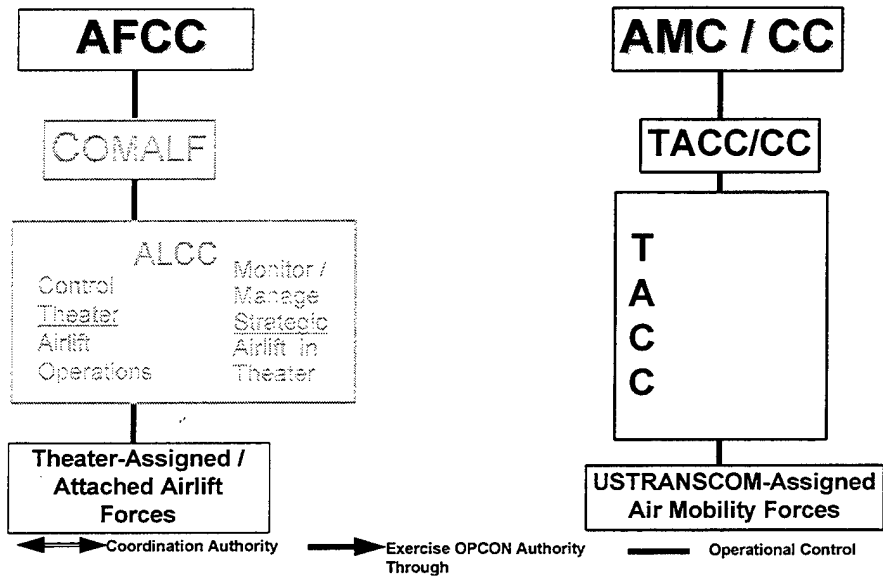 AFCC
COMALF
ALCC
Control
Theater
Airlift
Operations
Monitor /
Manage
Strategic
Airlift in
Theater
Theater-Assigned /
Attached Airlift
Forces
AMC / CC
TACC/CC
T
A
C
C
USTRANSCOM-Assigned
Air Mobility Forces
Coordination Authority
Exercise OPCON Authority
Through
Operational Control